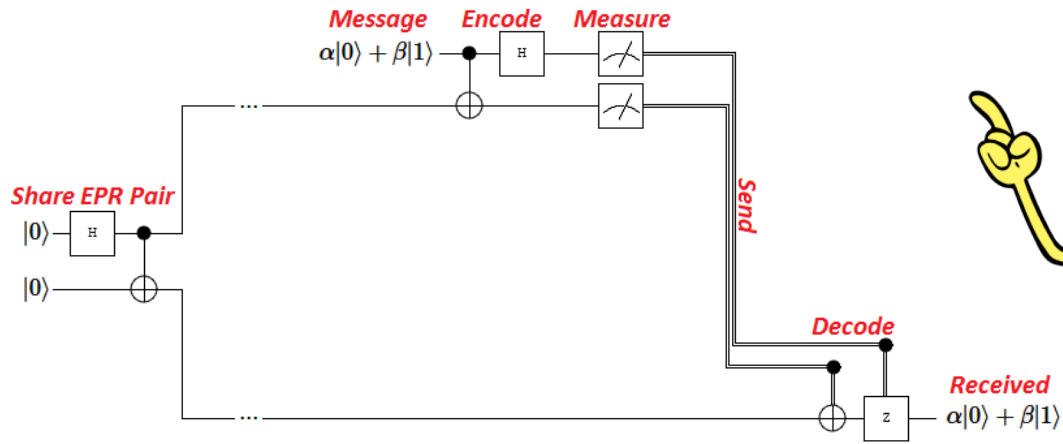 Message Encode Measure
α|0⟩ + β|1⟩ H
...
Share EPR Pair
|0⟩ H
Send
|0⟩
Decode
Received
... Z α|0⟩ + β|1⟩